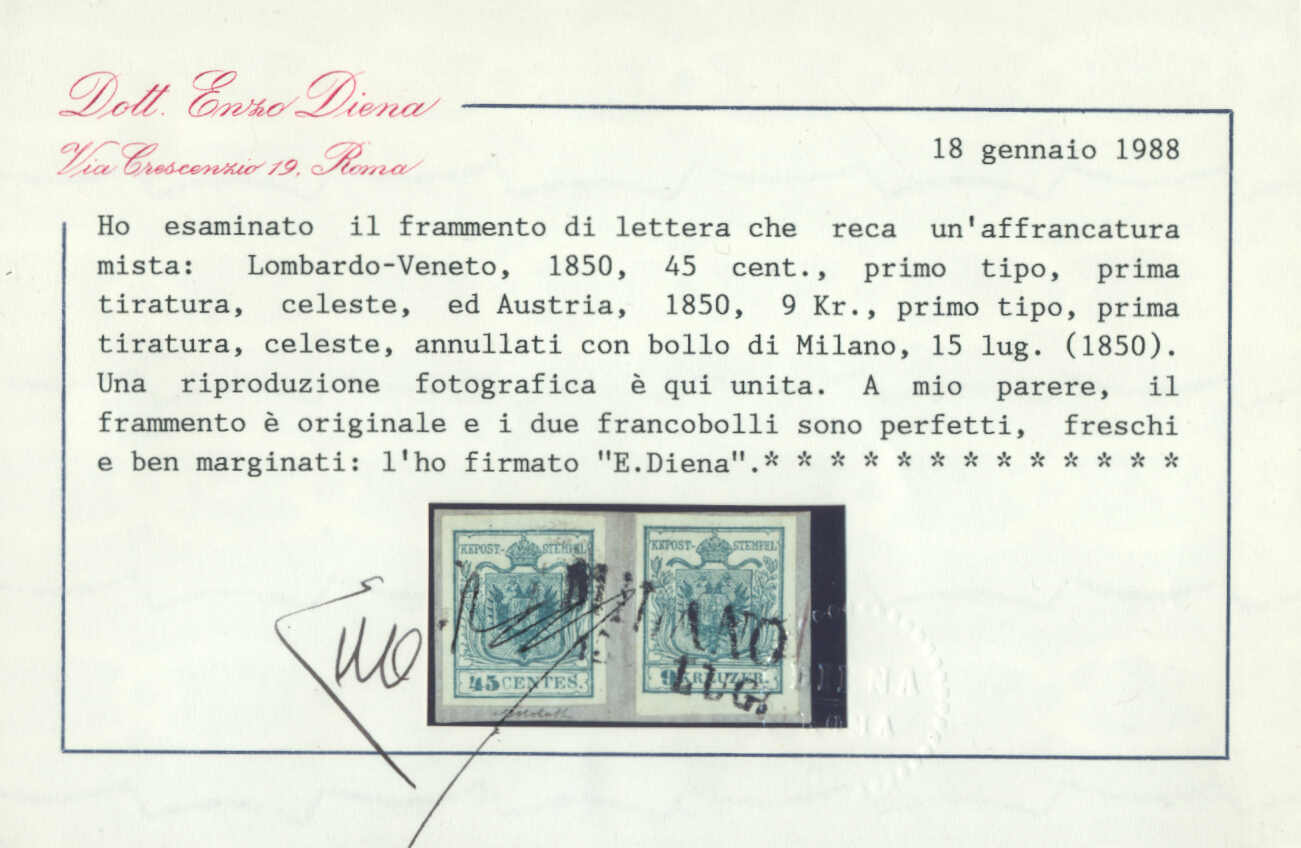 Dott. Enzo Diena
Via Crescenzio 19, Roma
18 gennaio 1988
Ho esaminato il frammento di lettera che reca un'affrancatura
mista: Lombardo-Veneto, 1850, 45 cent., primo tipo, prima
tiratura, celeste, ed Austria, 1850, 9 Kr., primo tipo, prima
tiratura, celeste, annullati con bollo di Milano, 15 lug. (1850).
Una riproduzione fotografica è qui unita. A mio parere, il
frammento è originale e i due francobolli sono perfetti, freschi
e ben marginati: l'ho firmato "E.Diena".* * * * * * * * * * * * *
KKPOST-STEMPEL
45 CENTES.
KKPOST-STEMPEL
9 KREUZER.
LUG.
DIENA
ROMA